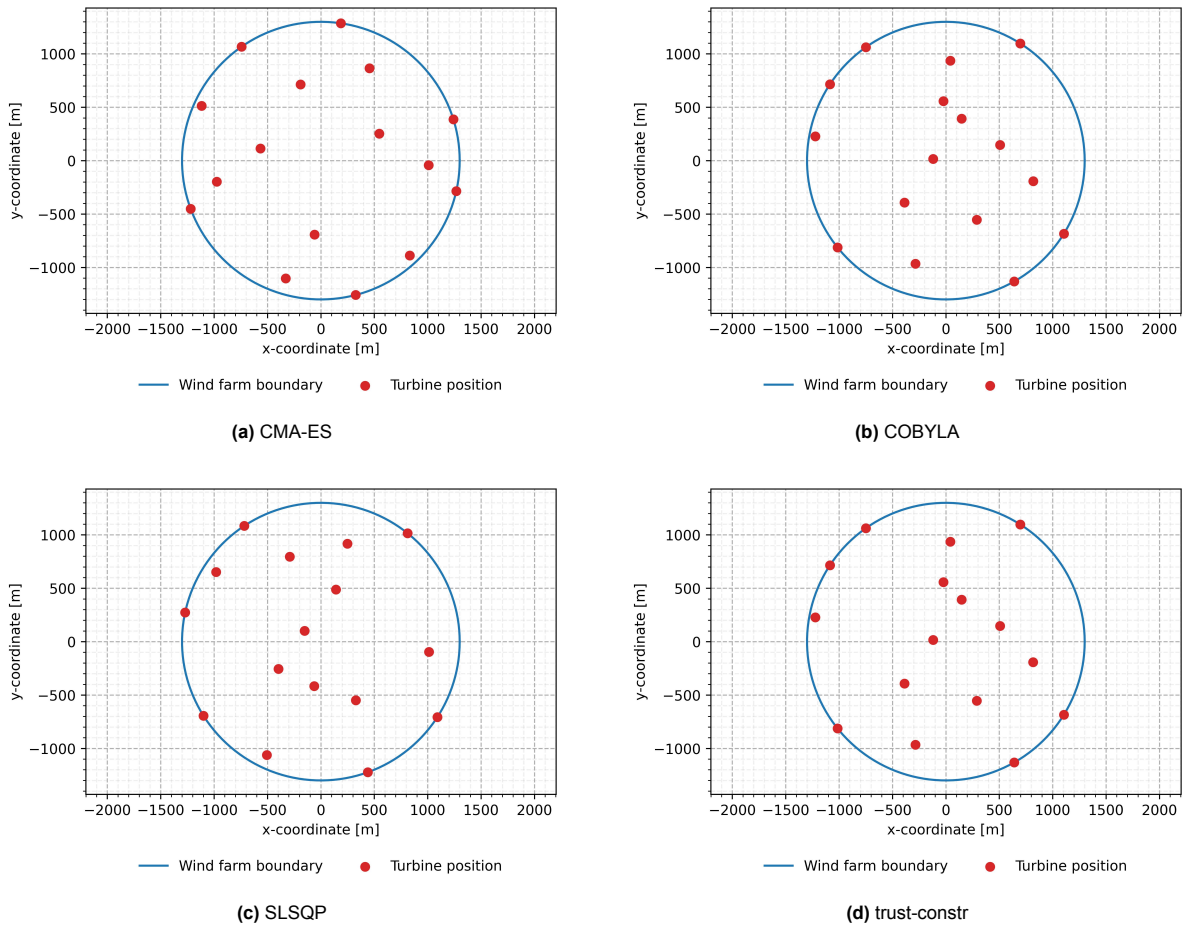 1000
500
0
−500
−1000
y-coordinate [m]
−2000 −1500 −1000 −500 0 500 1000 1500 2000
x-coordinate [m]
Wind farm boundary Turbine position
(a) CMA-ES
1000
500
0
−500
−1000
y-coordinate [m]
−2000 −1500 −1000 −500 0 500 1000 1500 2000
x-coordinate [m]
Wind farm boundary Turbine position
(b) COBYLA
1000
500
0
−500
−1000
y-coordinate [m]
−2000 −1500 −1000 −500 0 500 1000 1500 2000
x-coordinate [m]
Wind farm boundary Turbine position
(c) SLSQP
1000
500
0
−500
−1000
y-coordinate [m]
−2000 −1500 −1000 −500 0 500 1000 1500 2000
x-coordinate [m]
Wind farm boundary Turbine position
(d) trust-constr